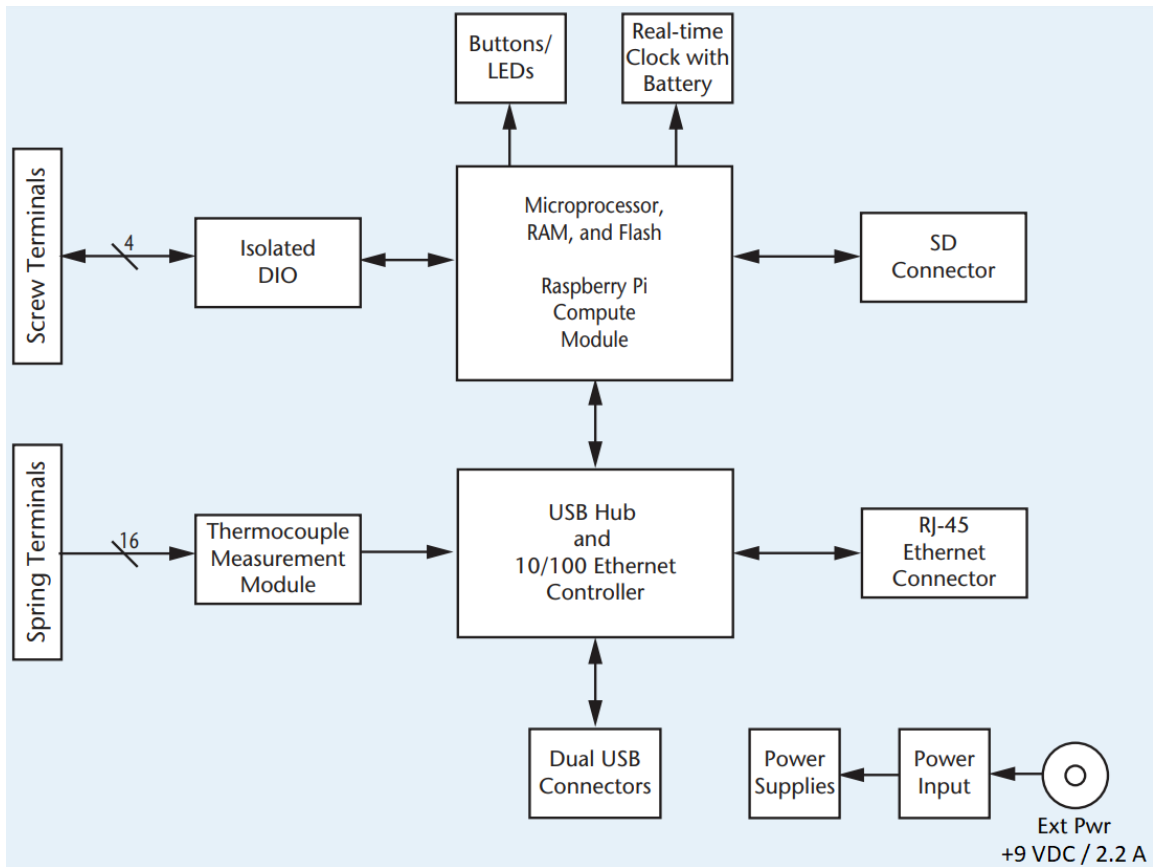 Buttons/
LEDs
Real-time
Clock with
Battery
Screw Terminals
4
Isolated
DIO
Microprocessor,
RAM, and Flash
Raspberry Pi
Compute
Module
SD
Connector
Spring Terminals
16
Thermocouple
Measurement
Module
USB Hub
and
10/100 Ethernet
Controller
RJ-45
Ethernet
Connector
Dual USB
Connectors
Power
Supplies
Power
Input
Ext Pwr
+9 VDC / 2.2 A